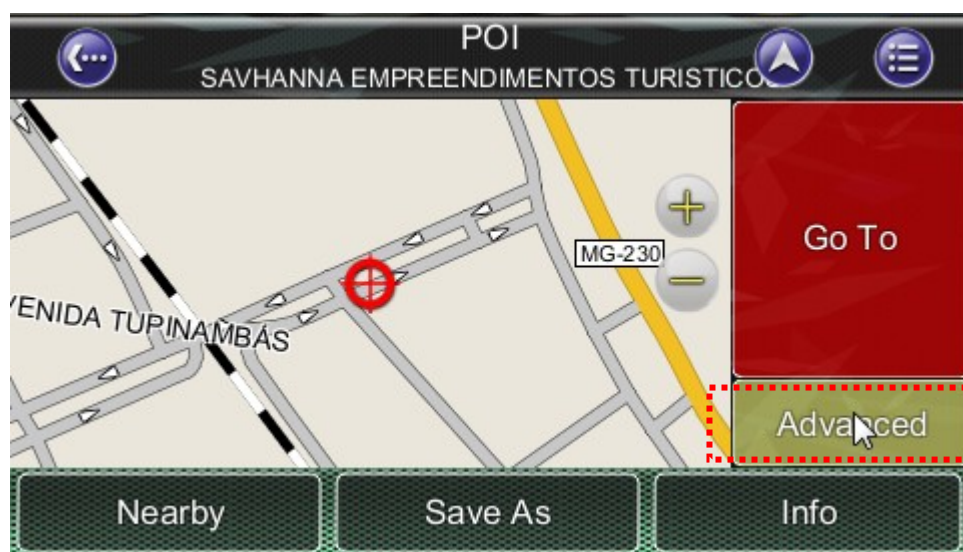 POI
SAVHANNA EMPREENDIMENTOS TURISTICO
MG-230
Go To
VENIDA TUPINAMBÁS
Advanced
Nearby
Save As
Info